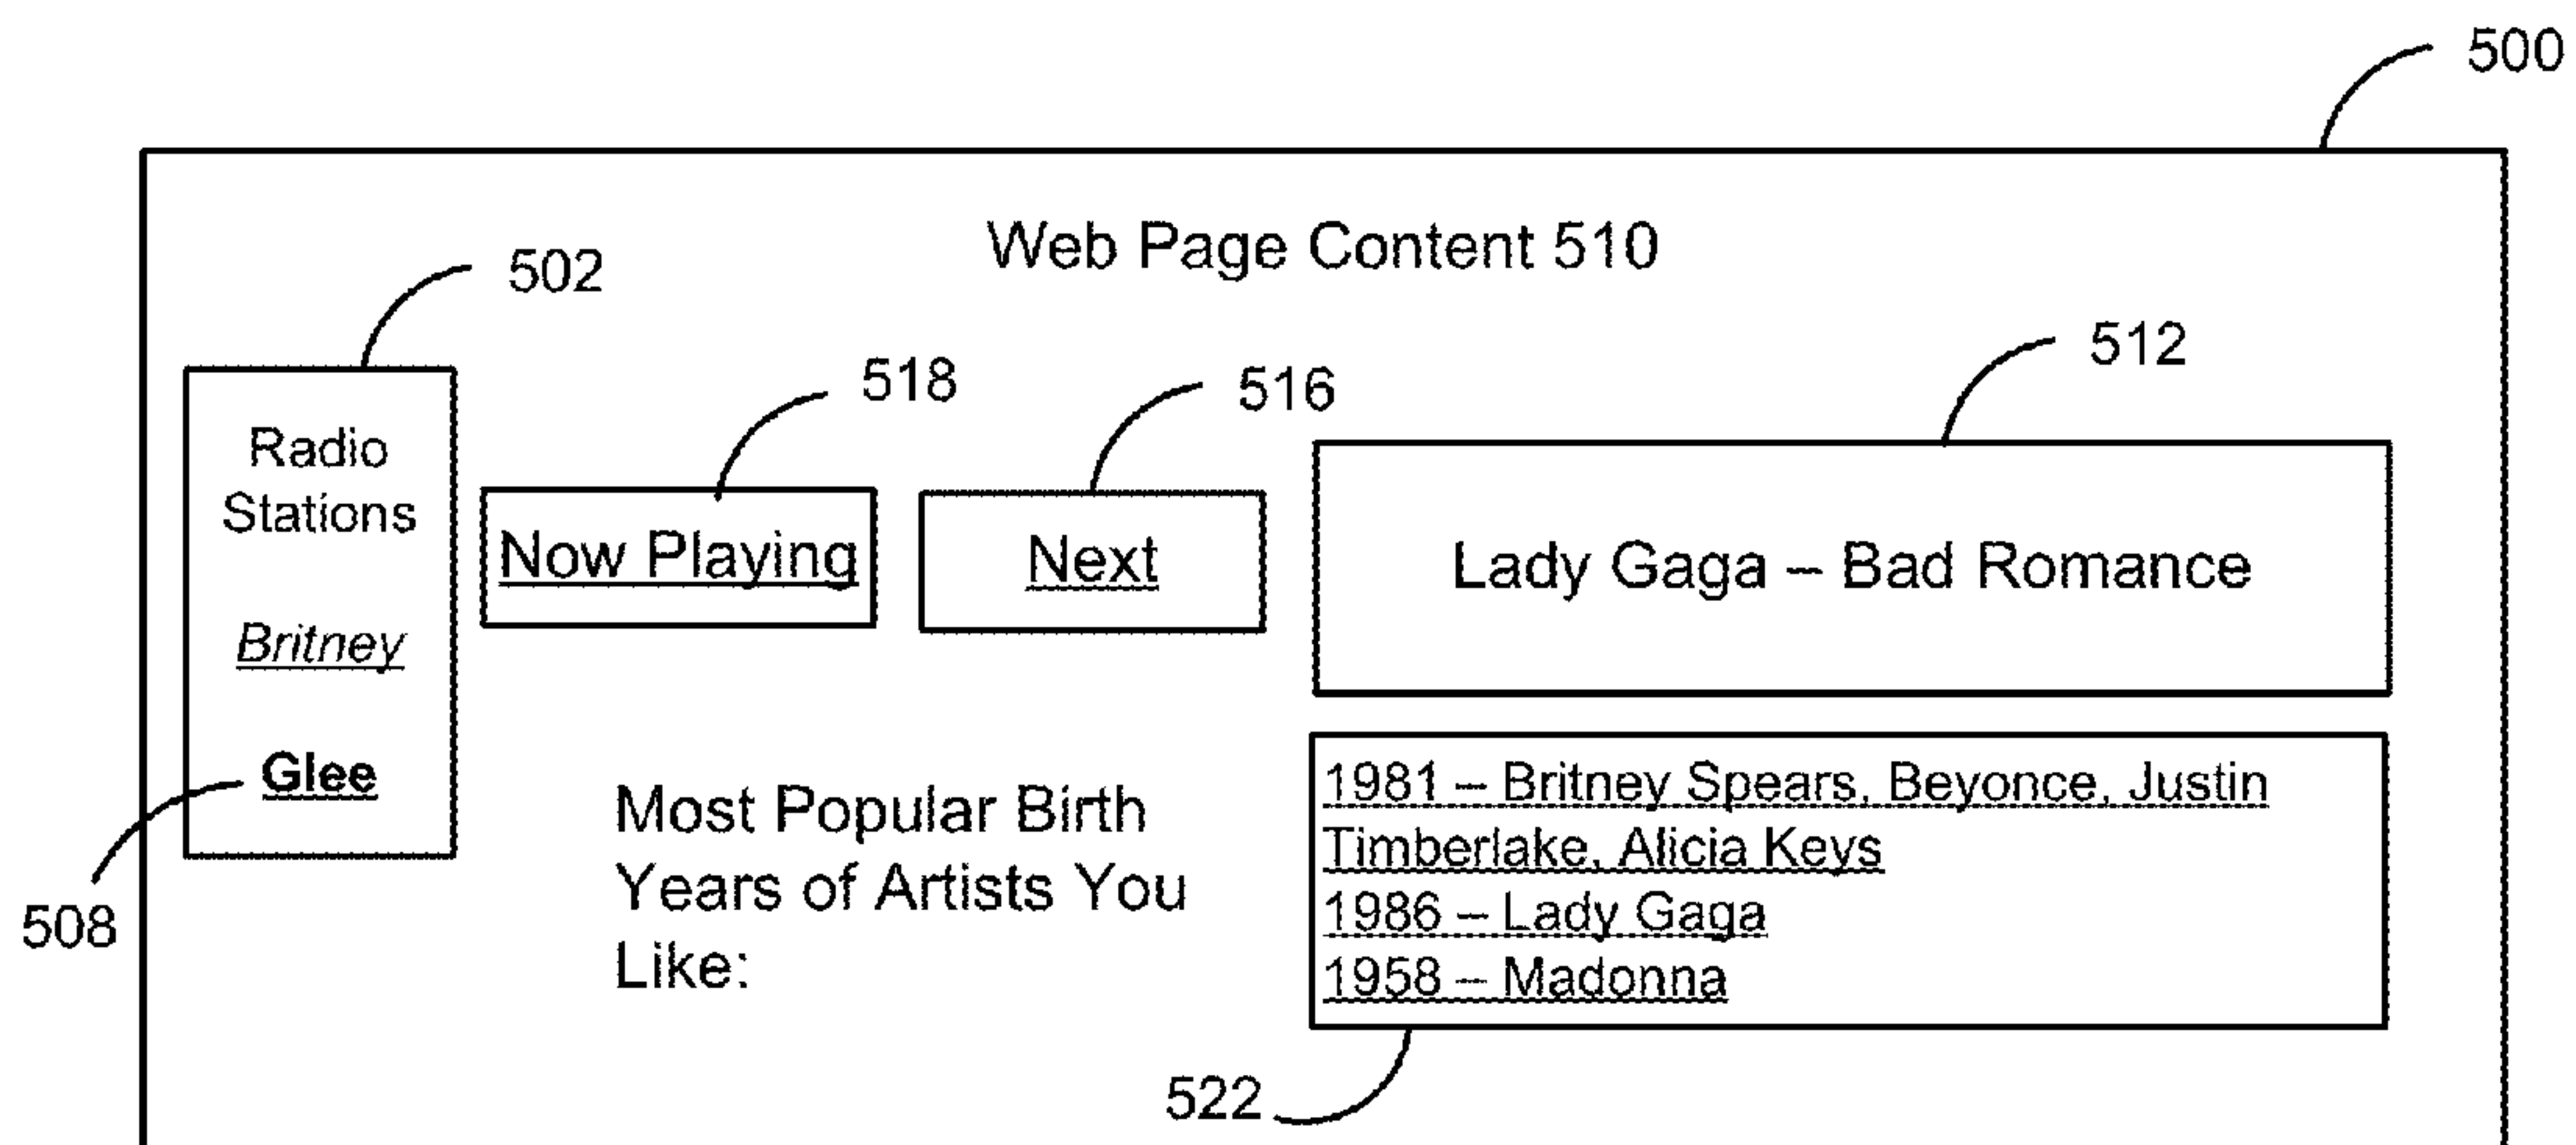 500
Web Page Content 510
502
518
516
512
Radio
Stations
Britney
Glee
508
Now Playing
Next
Lady Gaga – Bad Romance
Most Popular Birth
Years of Artists You
Like:
1981 – Britney Spears, Beyonce, Justin
Timberlake, Alicia Keys
1986 – Lady Gaga
1958 – Madonna
522